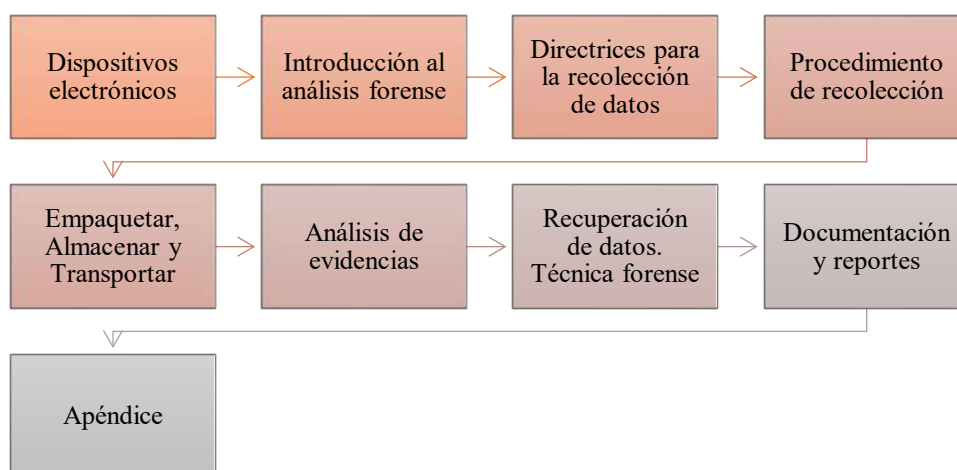 Dispositivos
electrónicos
Introducción al
análisis forense
Directrices para
la recolección
de datos
Procedimiento
de recolección
Empaquetar,
Almacenar y
Transportar
Análisis de
evidencias
Recuperación
de datos.
Técnica forense
Documentación
y reportes
Apéndice